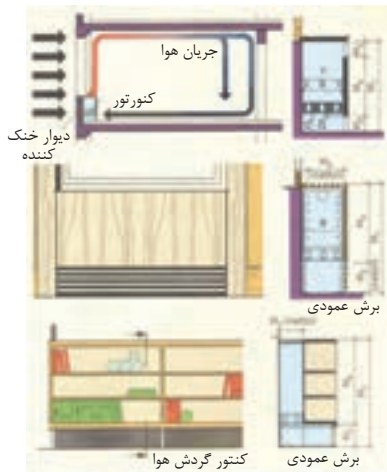 جریان هوا
کنورتور
دیوار خنک
کننده
برش عمودی
کنتور گردش هوا
برش عمودی